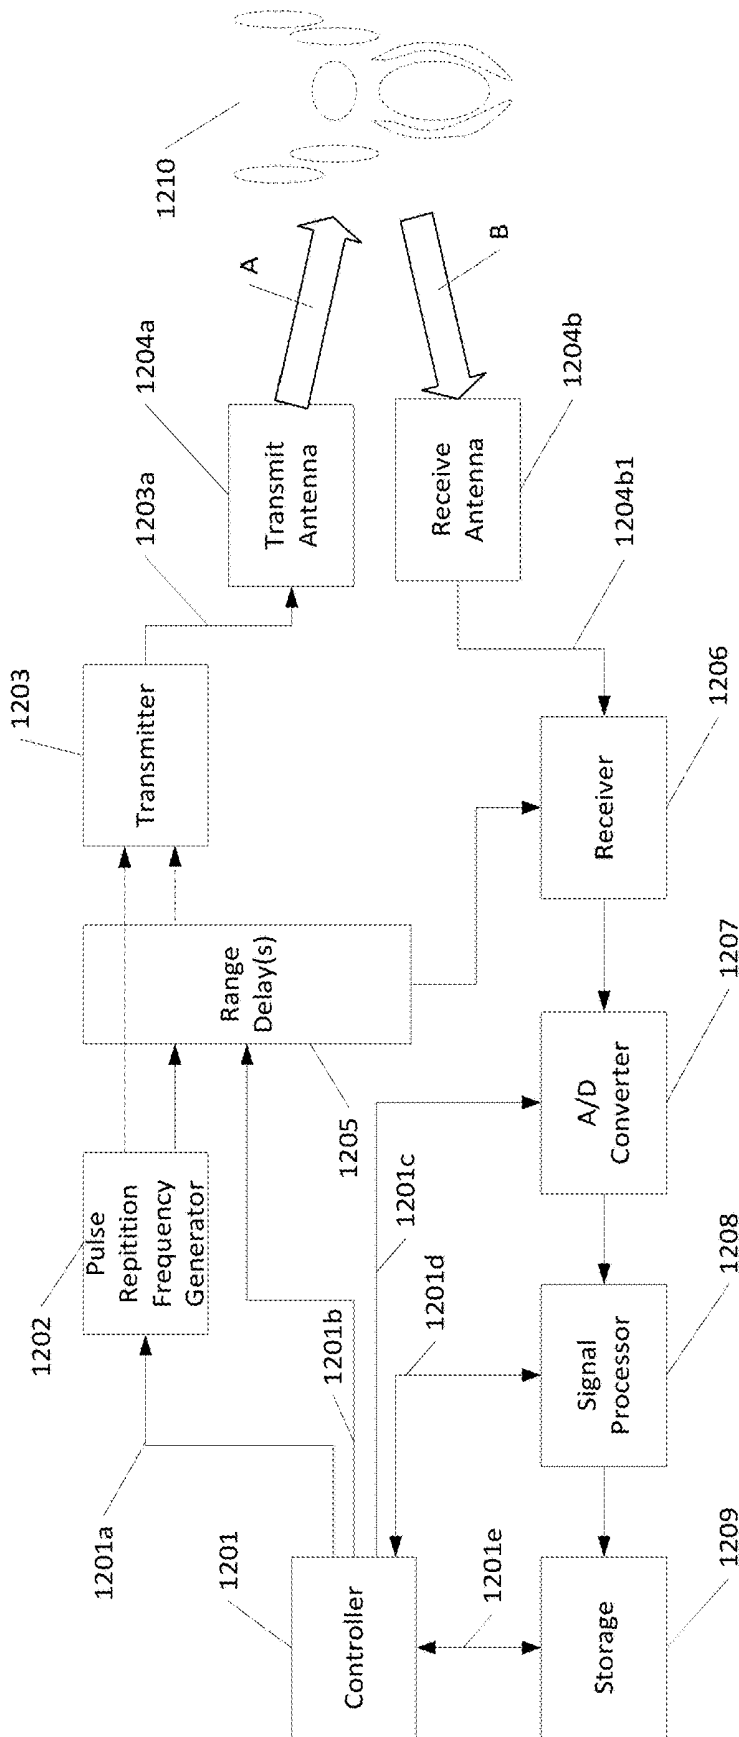 1201a
1201
Controller
1201e
Storage
1209
1202
Pulse
Repitition
Frequency
Generator
1201b
1201c
1201d
Signal
Processor
1208
Range
Delay(s)
1205
A/D
Converter
1207
1203
Transmitter
1203a
Receiver
1206
1204a
Transmit
Antenna
Receive
Antenna
1204b
1204b1
A
B
1210